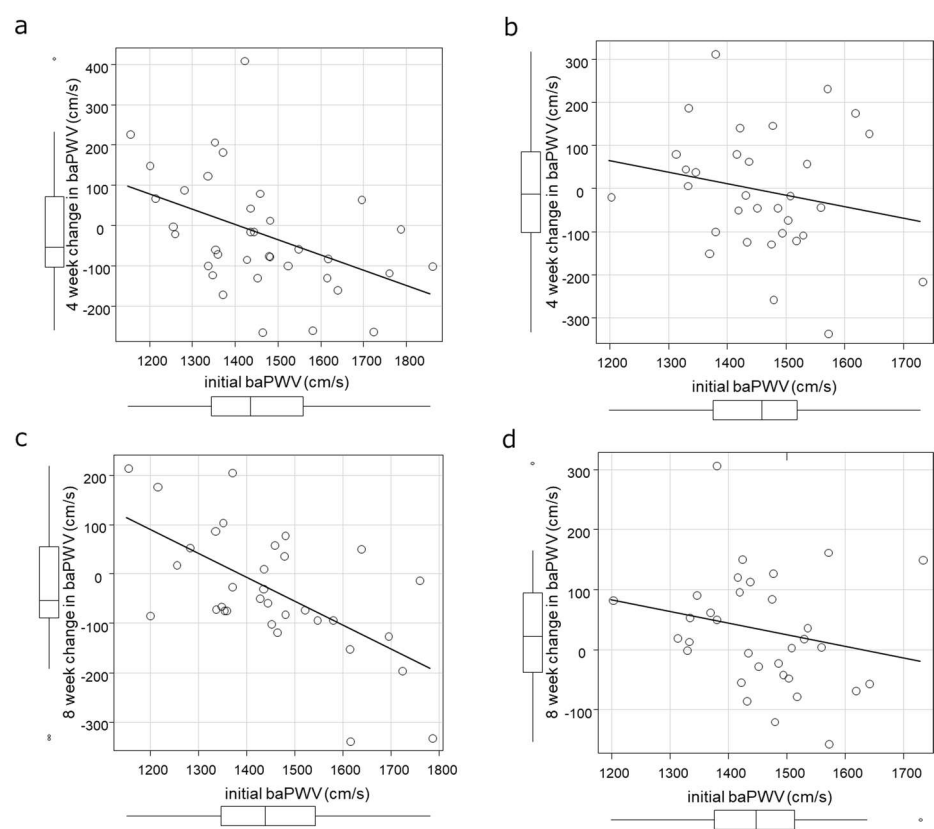 a
4 week change in baPWV (cm/s)
400
300
200
100
0
-100
-200
1200 1300 1400 1500 1600 1700 1800
initial baPWV (cm/s)
b
4 week change in baPWV (cm/s)
300
200
100
0
-100
-200
-300
1200 1300 1400 1500 1600 1700
initial baPWV (cm/s)
c
8 week change in baPWV (cm/s)
200
100
0
-100
-200
-300
1200 1300 1400 1500 1600 1700 1800
initial baPWV (cm/s)
d
8 week change in baPWV (cm/s)
300
200
100
0
-100
1200 1300 1400 1500 1600 1700
initial baPWV (cm/s)